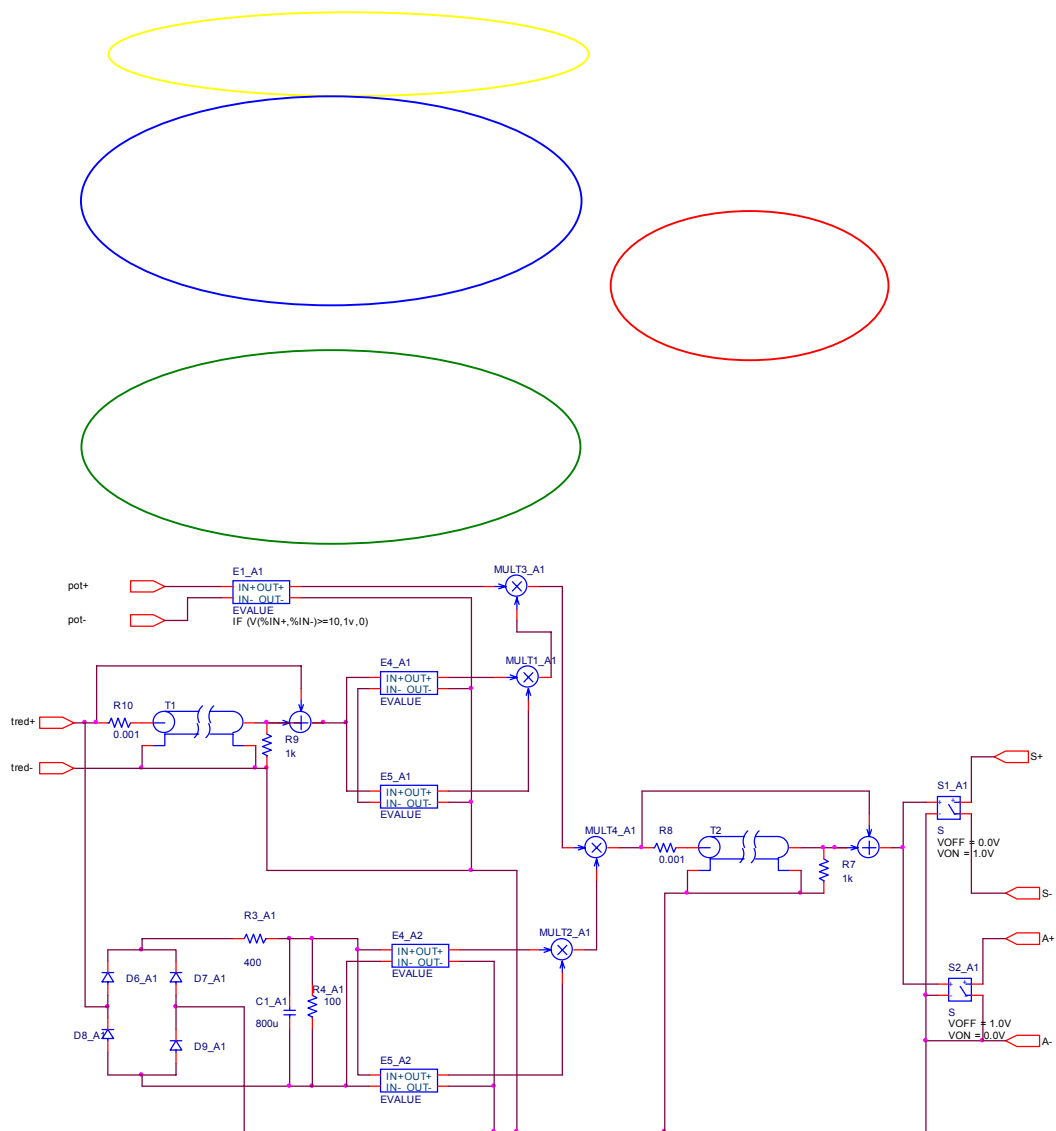 E1_A1
MULT3_A1
pot+
IN+OUT+
IN- OUT-
EVALUE
pot-
IF (V(%IN+,%IN-)>=10,1v,0)
E4_A1
MULT1_A1
IN+OUT+
IN- OUT-
EVALUE
R10
T1
tred+
0.001
R9
1k
tred-
E5_A1
IN+OUT+
IN- OUT-
EVALUE
S+
S1_A1
MULT4_A1
R8
T2
0.001
R7
1k
S
VOFF = 0.0V
VON = 1.0V
S-
R3_A1
400
E4_A2
MULT2_A1
IN+OUT+
IN- OUT-
EVALUE
A+
S2_A1
D6_A1
D7_A1
R4_A1
100
C1_A1
800u
S
VOFF = 1.0V
VON = 0.0V
A-
D8_A1
D9_A1
E5_A2
IN+OUT+
IN- OUT-
EVALUE